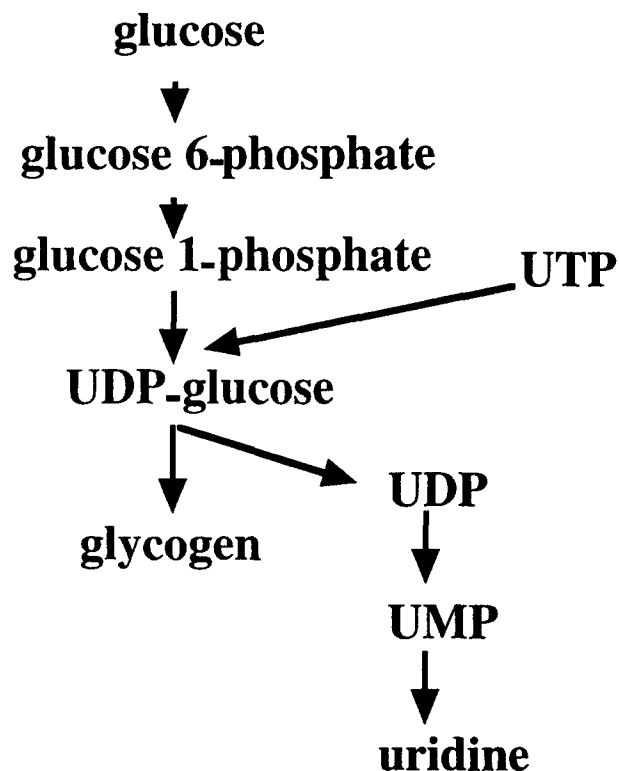 glucose
glucose 6-phosphate
glucose 1-phosphate
UTP
UDP-glucose
UDP
glycogen
UMP
uridine